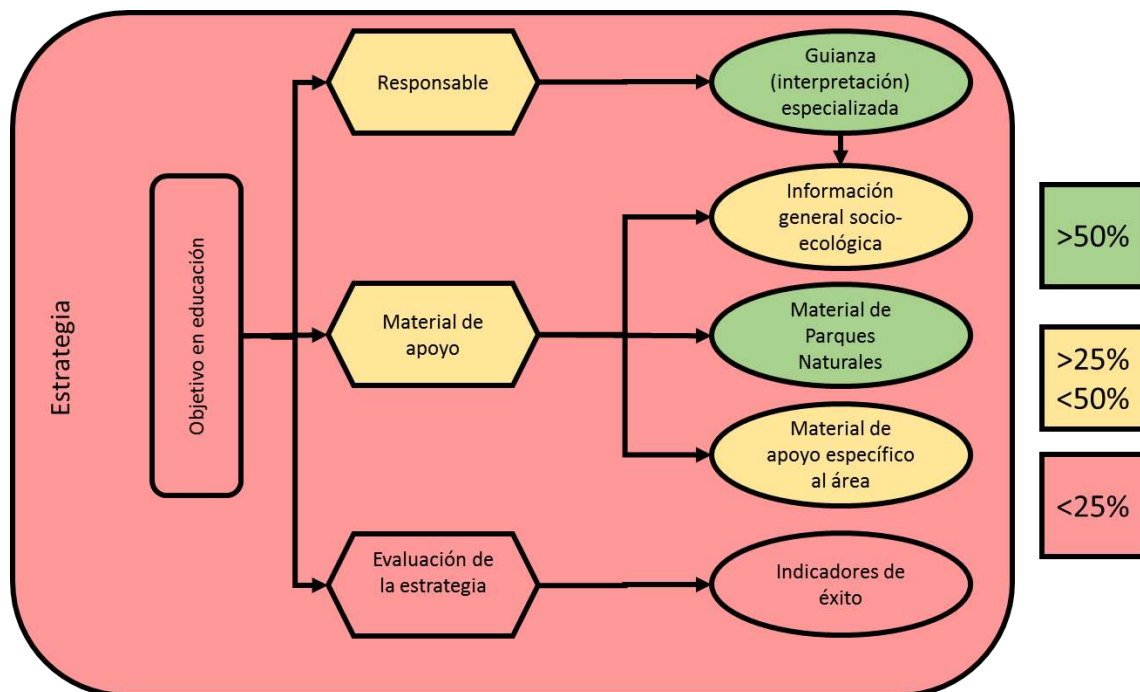 Estrategia
Objetivo en educación
Responsable
Guianza
(interpretación)
especializada
Información
general socio-
ecológica
Material de
apoyo
Material de
Parques
Naturales
Material de
apoyo específico
al área
Evaluación de
la estrategia
Indicadores de
éxito
>50%
>25%
<50%
<25%